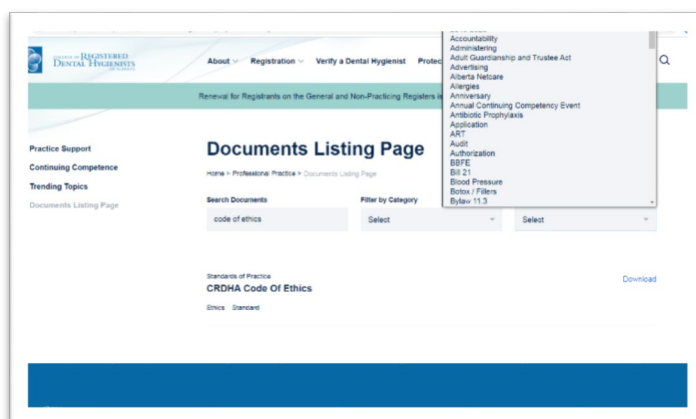 COLLEGE OF REGISTERED
DENTAL HYGIENISTS
About
Registration
Verify a Dental Hygienist
Protec
Renewal for Registrants on the General and Non-Practicing Registers is
Accountability
Administering
Adult Guardianship and Trustee Act
Advertising
Alberta Netcare
Allergies
Anniversary
Annual Continuing Competency Event
Antibiotic Prophylaxis
Application
ART
Audit
Authorization
BBFE
Bill 21
Blood Pressure
Botox / Fillers
Bylaw 11.3
Practice Support
Continuing Competence
Trending Topics
Documents Listing Page
Documents Listing Page
Home > Professional Practice > Documents Listing Page
Search Documents
Filter by Category
code of ethics
Select
Select
Standards of Practice
CRDHA Code Of Ethics
Download
Ethics Standard